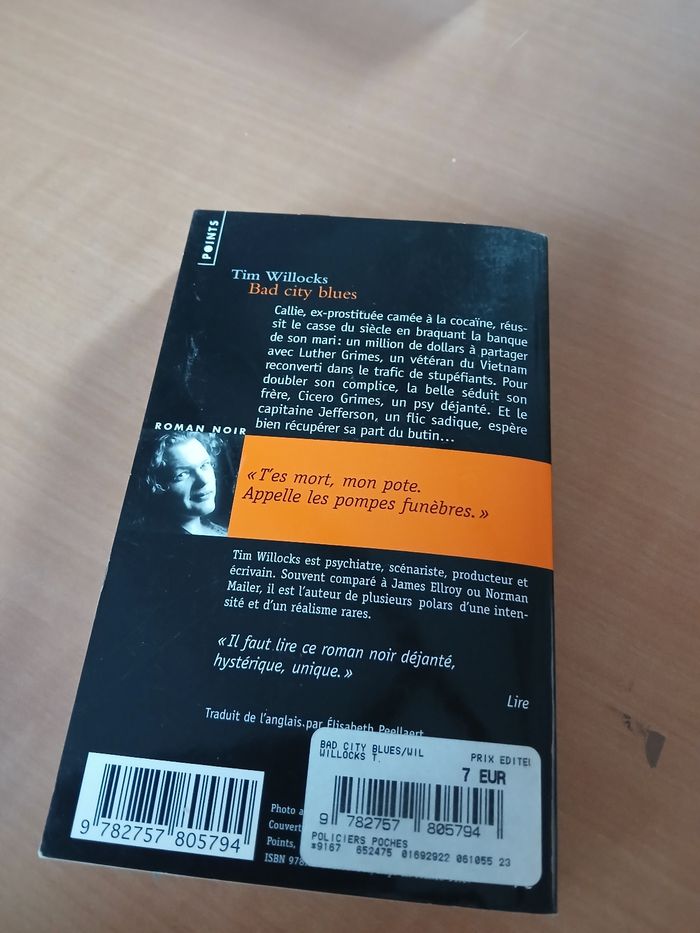 POINTS
Tim Willocks
Bad city blues
Callie, ex-prostituée camée à la cocaïne, réus-
sit le casse du siècle en braquant la banque
de son mari : un million de dollars à partager
avec Luther Grimes, un vétéran du Vietnam
reconverti dans le trafic de stupéfiants. Pour
doubler son complice, la belle séduit son
frère, Cicero Grimes, un psy déjanté. Et le
capitaine Jefferson, un flic sadique, espère
bien récupérer sa part du butin...
ROMAN NOIR
« T'es mort, mon pote.
Appelle les pompes funèbres. »
Tim Willocks est psychiatre, scénariste, producteur et
écrivain. Souvent comparé à James Ellroy ou Norman
Mailer, il est l'auteur de plusieurs polars d'une inten-
sité et d'un réalisme rares.
« Il faut lire ce roman noir déjanté,
hystérique, unique. »
Lire
Traduit de l'anglais par Élisabeth Peellaert
BAD CITY BLUES/WIL
WILLOCKS T.
PRIX EDITE
7 EUR
9 782757 805794
POLICIERS POCHES
*9167 652475 01692922 061055 23
9 782757 805794
Photo
Couvert
Points,
ISBN 978